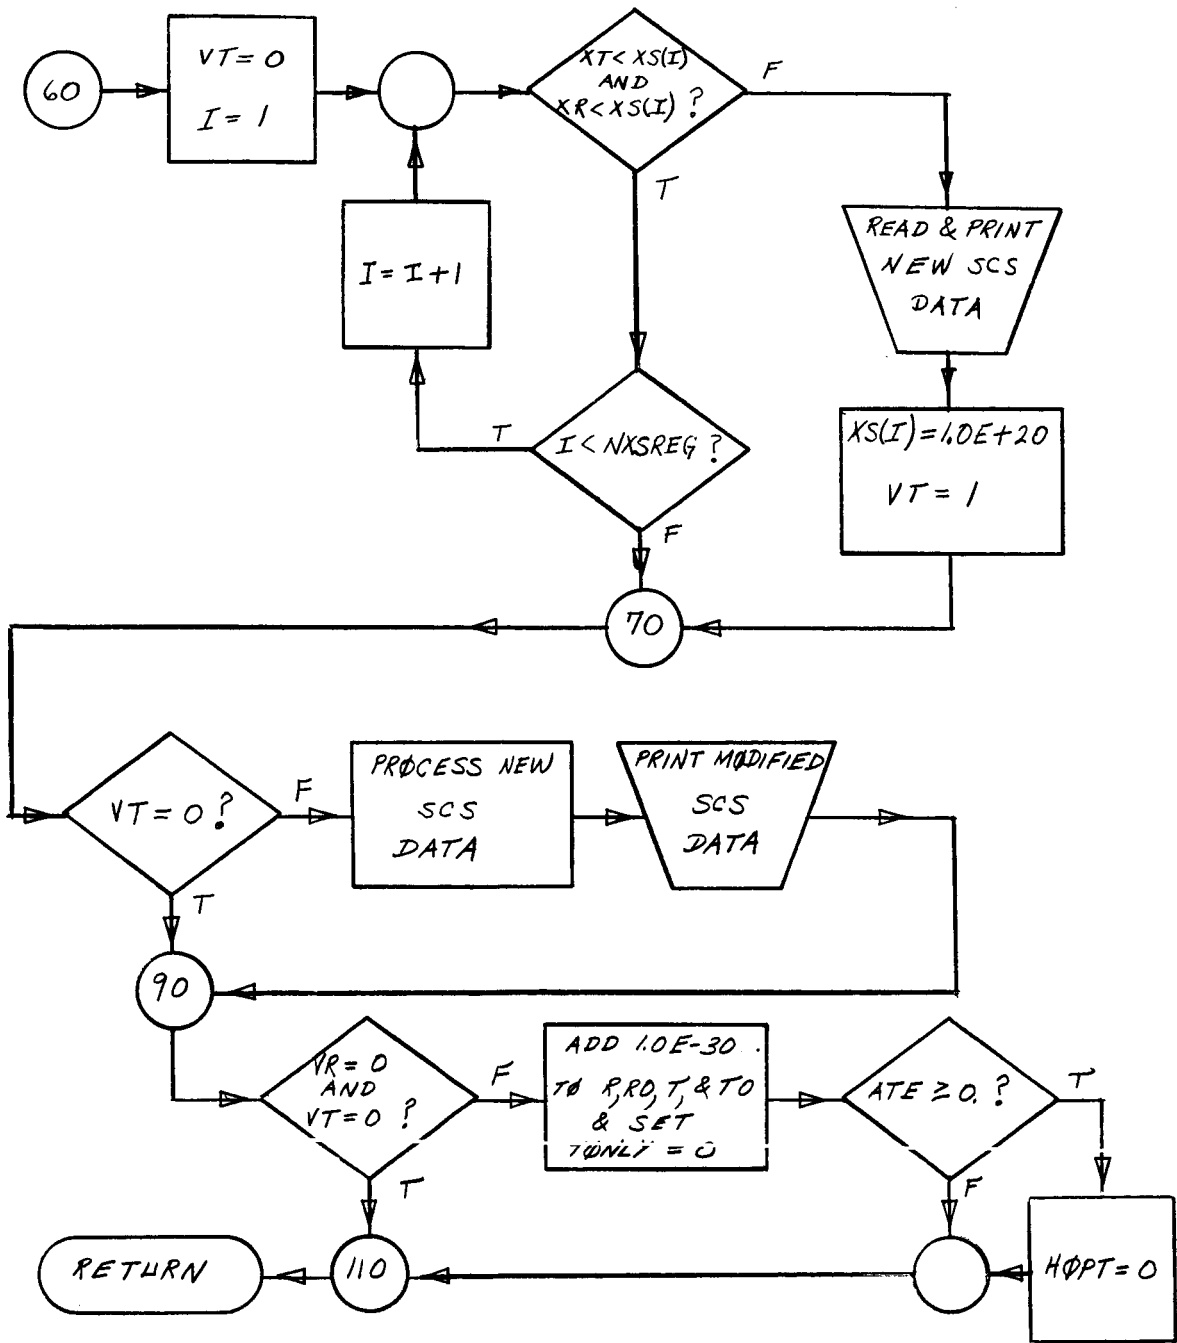 60
VT = 0
I = 1
XT < XS(I)
AND
XR < XS(I) ?
F
T
READ & PRINT
NEW SCS
DATA
I = I + 1
I < NXSREG ?
T
F
XS(I) = 1.0E+20
VT = 1
70
VT = 0 ?
F
T
PRØCESS NEW
SCS
DATA
PRINT MØDIFIED
SCS
DATA
90
VR = 0
AND
VT = 0 ?
F
T
ADD 1.0E-30
TØ R, RO, T, & TO
& SET
TØNLY = 0
ATE ≥ 0. ?
T
F
HØPT = 0
110
RETURN